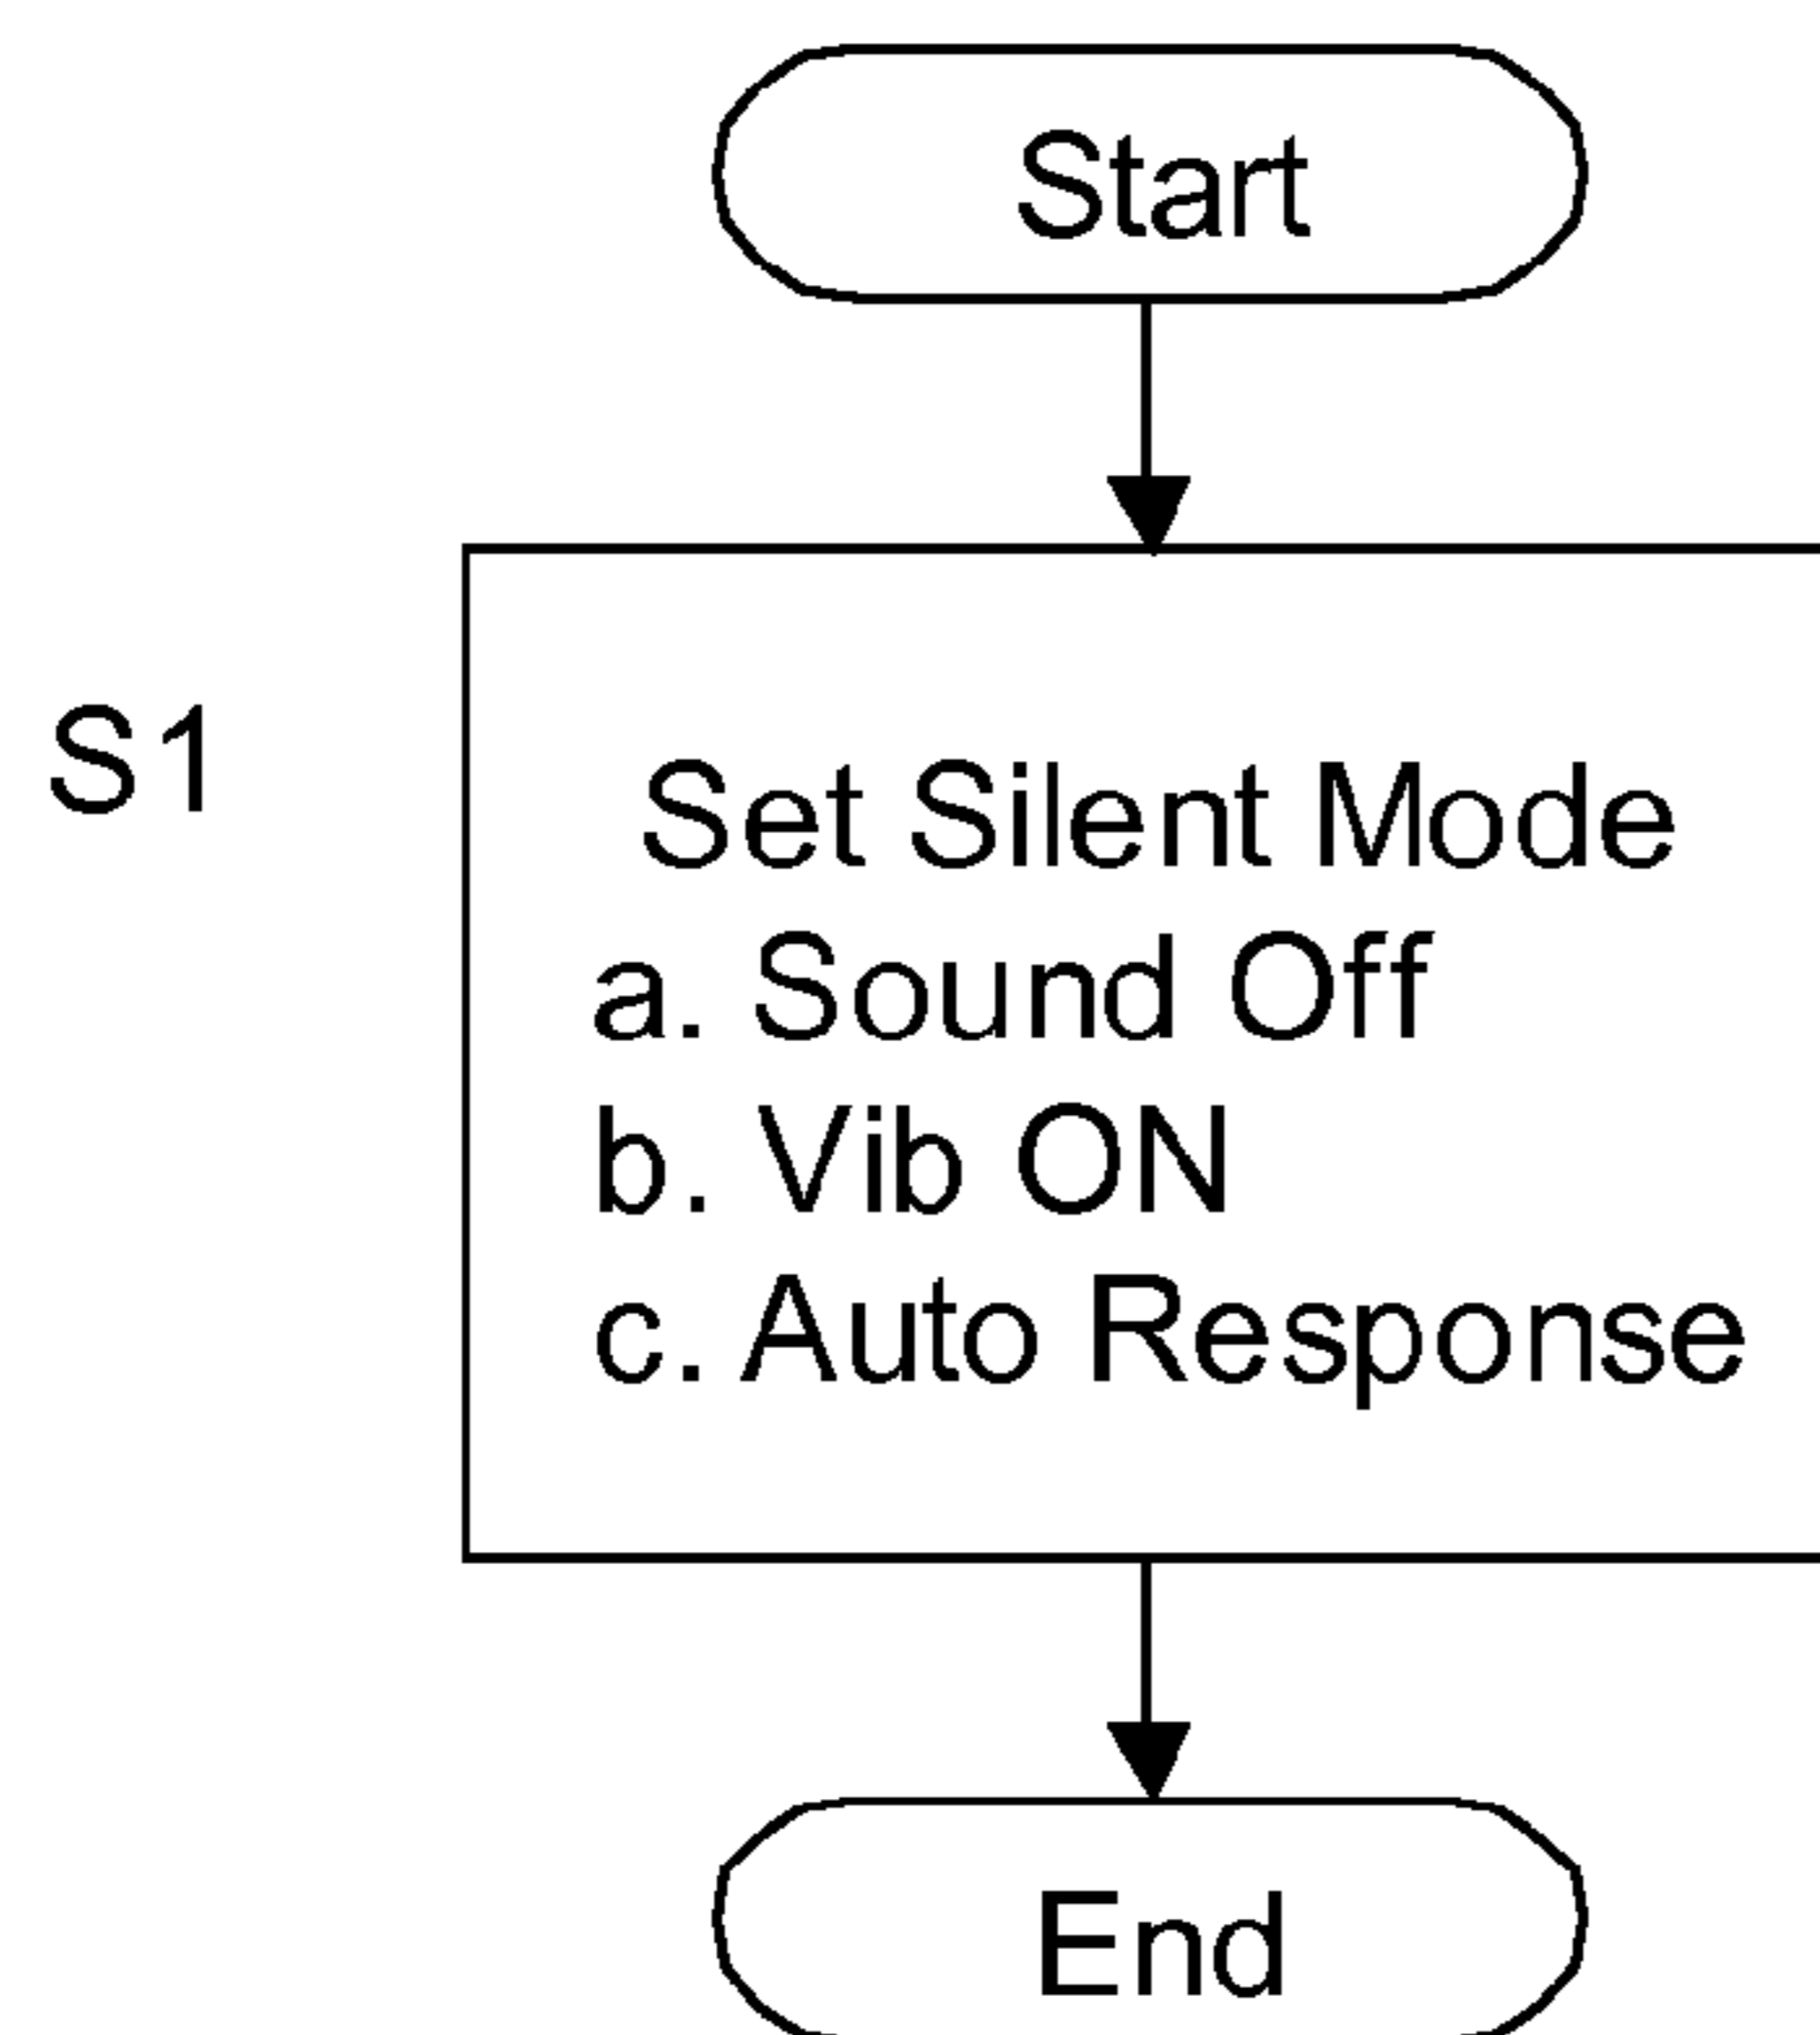 Start
S1
Set Silent Mode
a. Sound Off
b. Vib ON
c. Auto Response
End